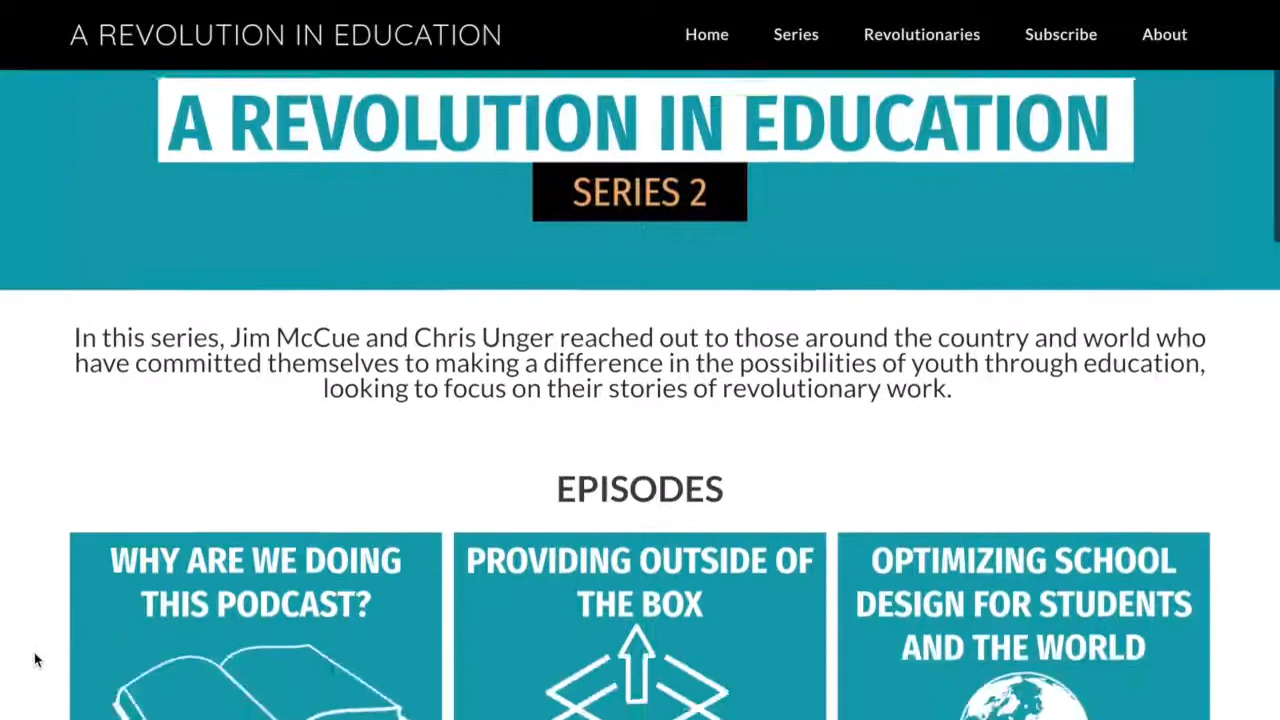 A REVOLUTION IN EDUCATION
Home
Series
Revolutionaries
Subscribe
About
A REVOLUTION IN EDUCATION
SERIES 2
In this series, Jim McCue and Chris Unger reached out to those around the country and world who
have committed themselves to making a difference in the possibilities of youth through education,
looking to focus on their stories of revolutionary work.
EPISODES
WHY ARE WE DOING
THIS PODCAST?
PROVIDING OUTSIDE OF
THE BOX
OPTIMIZING SCHOOL
DESIGN FOR STUDENTS
AND THE WORLD